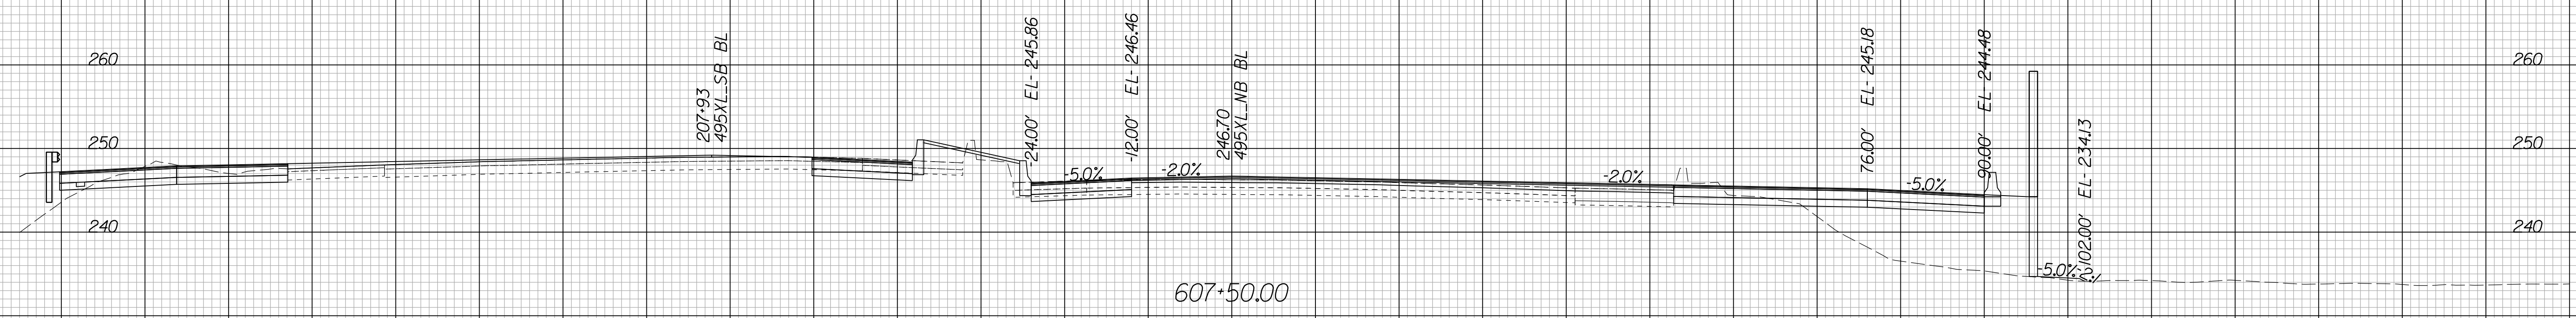 260
250
240
207+93
495XL_SB BL
-24.00' EL- 245.86
-12.00' EL- 246.46
246.70
495XL_NB BL
-5.0%
-2.0%
-2.0%
76.00' EL- 245.18
-5.0%
90.00' EL- 244.48
-5.0%
102.00' EL- 234.13
260
250
240
607+50.00